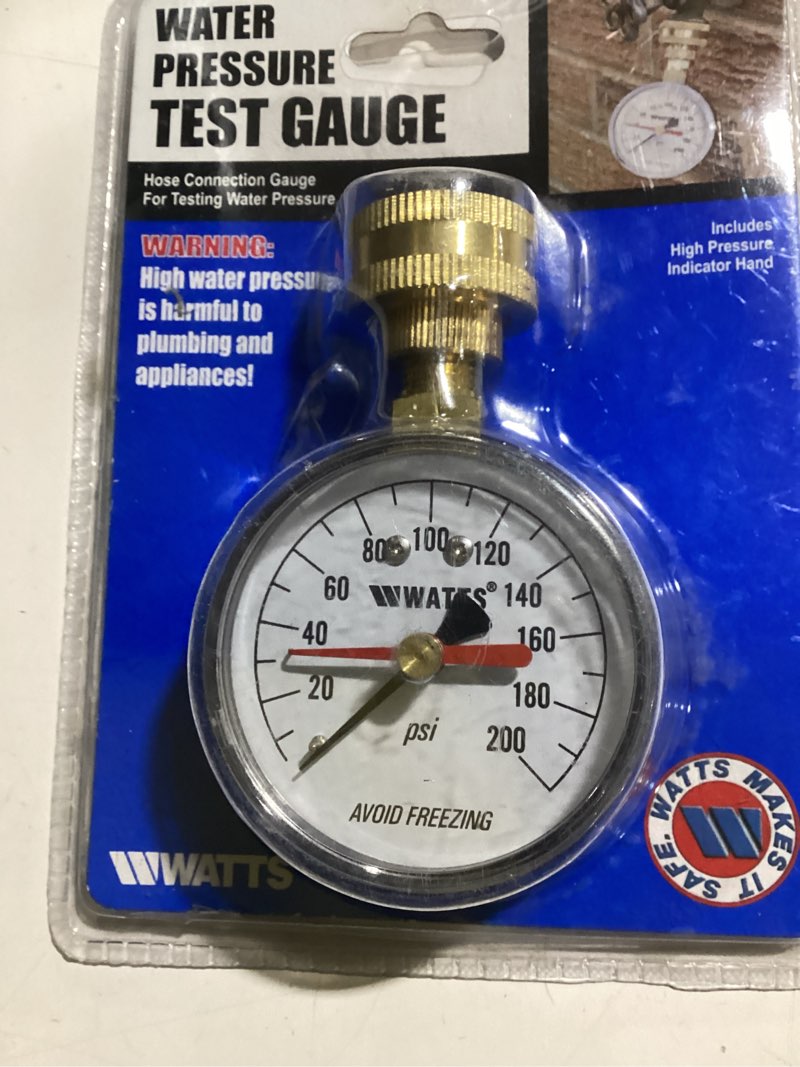 WATER
PRESSURE
TEST GAUGE
Hose Connection Gauge
For Testing Water Pressure
Includes
High Pressure
Indicator Hand
WARNING:
High water pressure
is harmful to
plumbing and
appliances!
80 100 120
60 WATTS® 140
40 160
20 180
psi 200
AVOID FREEZING
WATTS
WATTS MAKES IT SAFE.